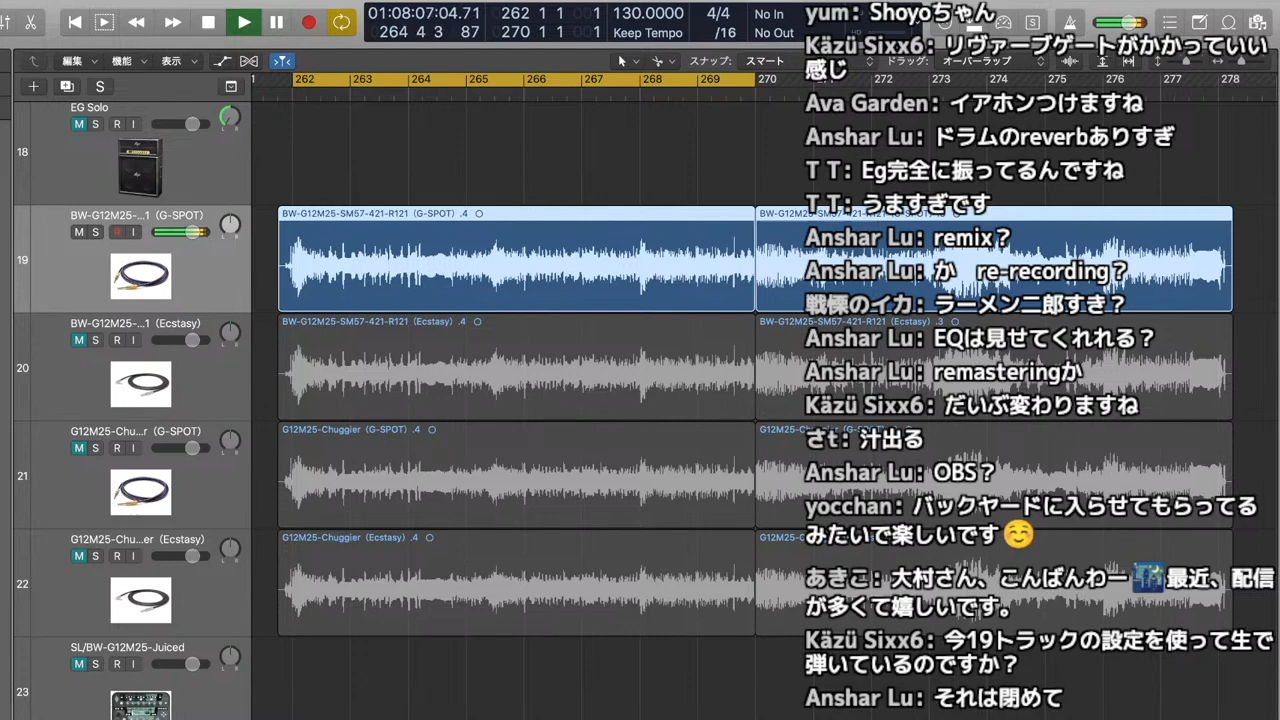 01:08:07:04.71
264 4 3 87
262 1 1 1
270 1 1 001
130.0000
Keep Tempo
4/4
/16
No In
No Out
HD
編集
機能
表示
スナップ:
スマート
ドラッグ:
オーバーラップ
S
1
262
263
264
265
266
267
268
269
270
272
273
274
275
276
277
278
EG Solo
M S R I
L R
18
BW-G12M25-...1 (G-SPOT)
M S R I
19
BW-G12M25-SM57-421-R121 (G-SPOT) .4
BW-G12M25-...1 (Ecstasy)
M S R I
L R
20
BW-G12M25-SM57-421-R121 (Ecstasy) .4
BW-G12M25-SM57-421-R121 (Ecstasy) .3
G12M25-Chu...r (G-SPOT)
M S R I
L R
21
G12M25-Chuggier (G-SPOT) .4
G12M25-Chuggier (G-SPOT) .3
G12M25-Chu...er (Ecstasy)
M S R I
L R
22
G12M25-Chuggier (Ecstasy) .4
SL/BW-G12M25-Juiced
M S R I
L R
23
yum: Shoyoちゃん
Käzü Sixx6: リヴァーブゲートがかかっていい
感じ
Ava Garden: イアホンつけますね
Anshar Lu: ドラムのreverbありすぎ
T T: Eg完全に振ってるんですね
T T: うますぎです
Anshar Lu: remix?
Anshar Lu: か re-recording?
戦慄のイカ: ラーメン二郎すき?
Anshar Lu: EQは見せてくれれる?
Anshar Lu: remasteringか
Käzü Sixx6: だいぶ変わりますね
さt: 汁出る
Anshar Lu: OBS?
yocchan: バックヤードに入らせてもらってる
みたいで楽しいです☺️
あきこ: 大村さん、こんばんわー🌃最近、配信
が多くて嬉しいです。
Käzü Sixx6: 今19トラックの設定を使って生で
弾いているのですか?
Anshar Lu: それは閉めて